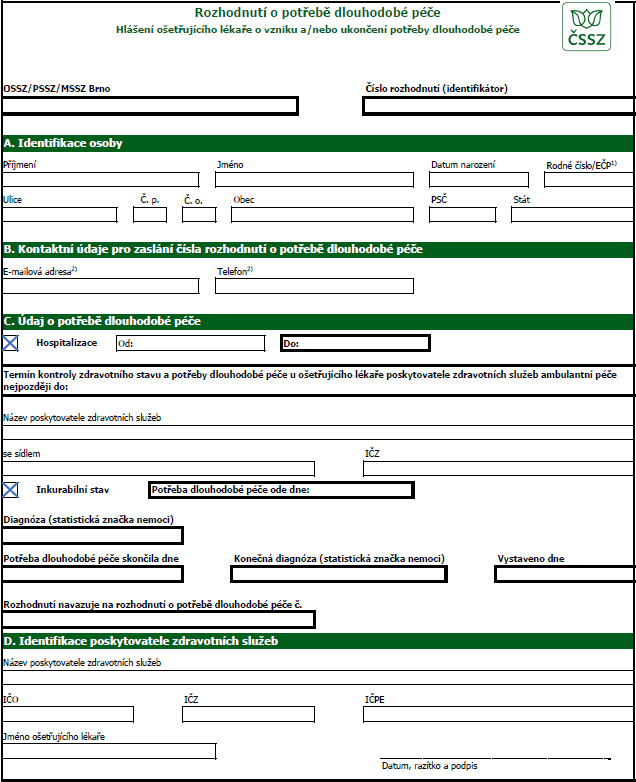 Rozhodnutí o potřebě dlouhodobé péče
Hlášení ošetřujícího lékaře o vzniku a/nebo ukončení potřeby dlouhodobé péče
ČSSZ
OSSZ/PSSZ/MSSZ Brno Číslo rozhodnutí (identifikátor)
A. Identifikace osoby
Příjmení Jméno Datum narození Rodné číslo/EČP1)
Ulice Č. p. Č. o. Obec PSČ Stát
B. Kontaktní údaje pro zaslání čísla rozhodnutí o potřebě dlouhodobé péče
E-mailová adresa2) Telefon2)
C. Údaj o potřebě dlouhodobé péče
Hospitalizace Od: Do:
Termín kontroly zdravotního stavu a potřeby dlouhodobé péče u ošetřujícího lékaře poskytovatele zdravotních služeb ambulantní péče
nejpozději do:
Název poskytovatele zdravotních služeb
se sídlem IČZ
Inkurabilní stav Potřeba dlouhodobé péče ode dne:
Diagnóza (statistická značka nemoci)
Potřeba dlouhodobé péče skončila dne Konečná diagnóza (statistická značka nemoci) Vystaveno dne
Rozhodnutí navazuje na rozhodnutí o potřebě dlouhodobé péče č.
D. Identifikace poskytovatele zdravotních služeb
Název poskytovatele zdravotních služeb
IČO IČZ IČPE
Jméno ošetřujícího lékaře
Datum, razítko a podpis